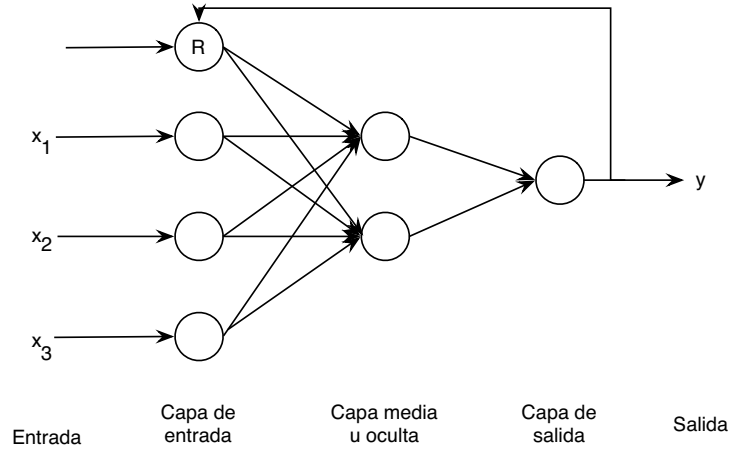 R
x1
x2
x3
y
Entrada
Capa de
entrada
Capa media
u oculta
Capa de
salida
Salida